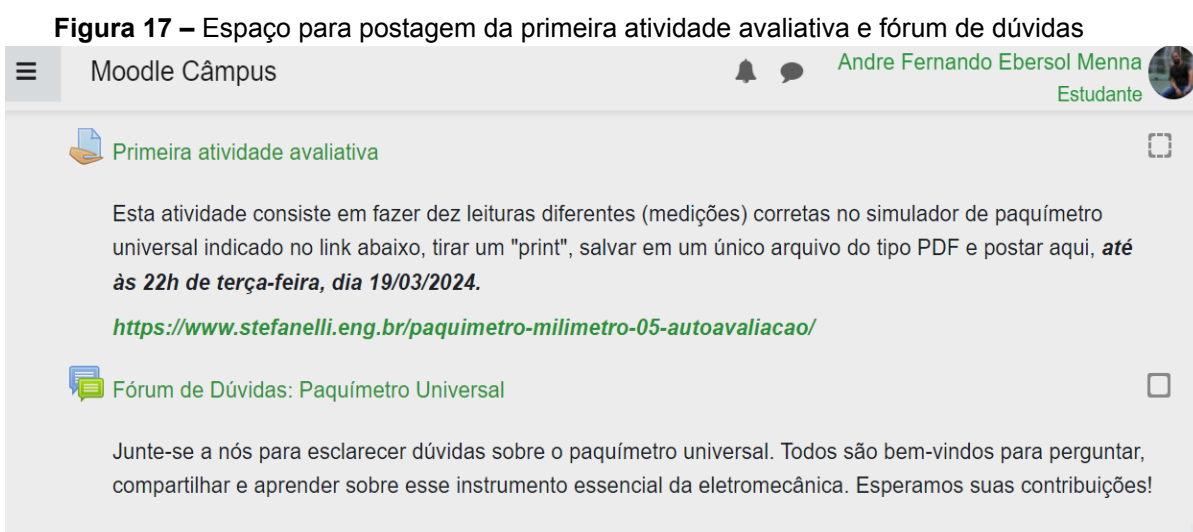 Figura 17 – Espaço para postagem da primeira atividade avaliativa e fórum de dúvidas
Moodle Câmpus
Andre Fernando Ebersol Menna
Estudante
Primeira atividade avaliativa
Esta atividade consiste em fazer dez leituras diferentes (medições) corretas no simulador de paquímetro
universal indicado no link abaixo, tirar um "print", salvar em um único arquivo do tipo PDF e postar aqui, até
às 22h de terça-feira, dia 19/03/2024.
https://www.stefanelli.eng.br/paquimetro-milimetro-05-autoavaliacao/
Fórum de Dúvidas: Paquímetro Universal
Junte-se a nós para esclarecer dúvidas sobre o paquímetro universal. Todos são bem-vindos para perguntar,
compartilhar e aprender sobre esse instrumento essencial da eletromecânica. Esperamos suas contribuições!